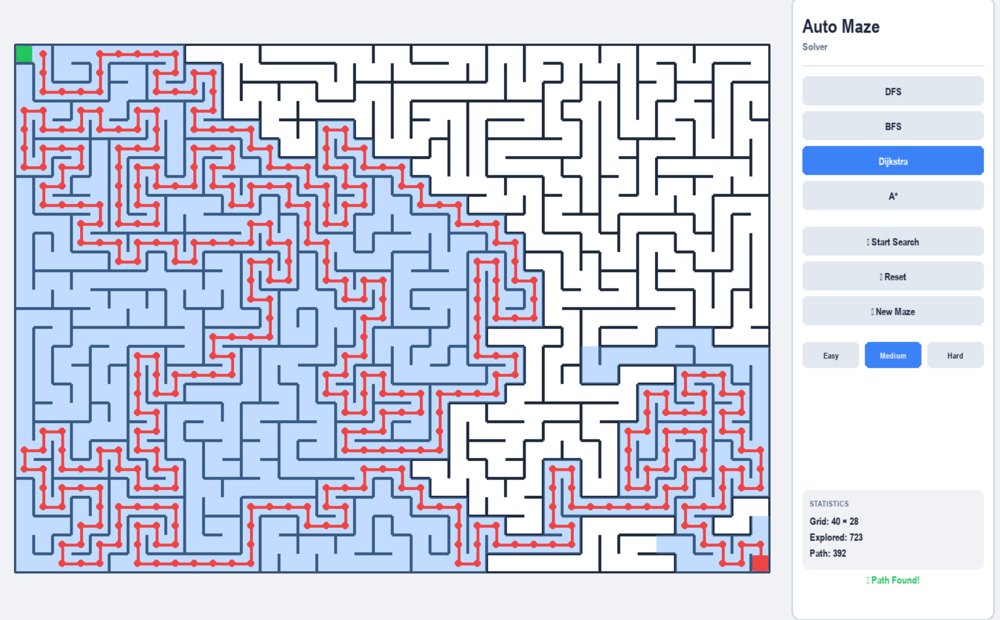 Auto Maze
Solver
DFS
BFS
Dijkstra
A*
Start Search
Reset
New Maze
Easy Medium Hard
STATISTICS
Grid: 40 × 28
Explored: 723
Path: 392
Path Found!